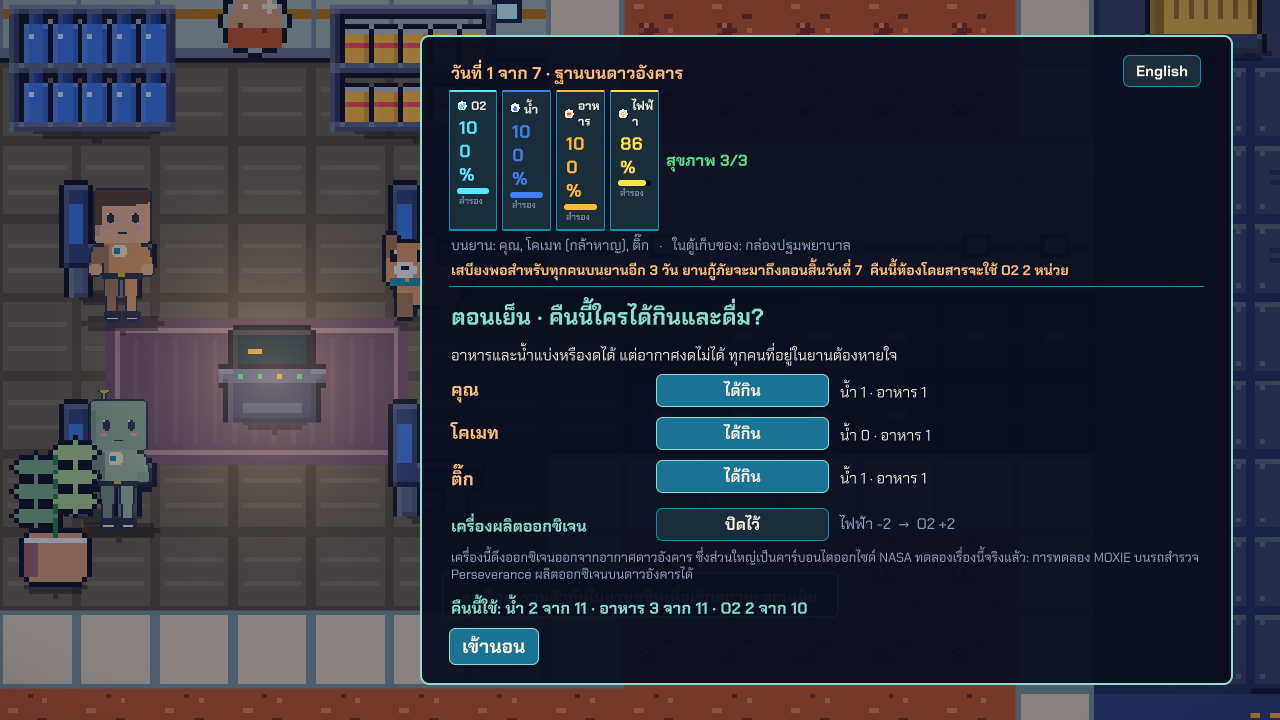 วันที่ 1 จาก 7 · ฐานบนดาวอังคาร
English
O2
100%
สำรอง
น้ำ
100%
สำรอง
อาหาร
100%
สำรอง
ไฟฟ้า
86%
สำรอง
สุขภาพ 3/3
บนยาน: คุณ, โคเมท (กล้าหาญ), ติ๊ก · ในตู้เก็บของ: กล่องปฐมพยาบาล
เสบียงพอสำหรับทุกคนบนยานอีก 3 วัน ยานกู้ภัยจะมาถึงตอนสิ้นวันที่ 7 คืนนี้ห้องโดยสารจะใช้ O2 2 หน่วย
ตอนเย็น · คืนนี้ใครได้กินและดื่ม?
อาหารและน้ำแบ่งหรืองดได้ แต่อากาศงดไม่ได้ ทุกคนที่อยู่ในยานต้องหายใจ
คุณ ได้กิน น้ำ 1 · อาหาร 1
โคเมท ได้กิน น้ำ 0 · อาหาร 1
ติ๊ก ได้กิน น้ำ 1 · อาหาร 1
เครื่องผลิตออกซิเจน ปิดไว้ ไฟฟ้า -2 → O2 +2
เครื่องนี้ดึงออกซิเจนออกจากอากาศดาวอังคาร ซึ่งส่วนใหญ่เป็นคาร์บอนไดออกไซด์ NASA ทดลองเรื่องนี้จริงแล้ว: การทดลอง MOXIE บนรถสำรวจ
Perseverance ผลิตออกซิเจนบนดาวอังคารได้
คืนนี้ใช้: น้ำ 2 จาก 11 · อาหาร 3 จาก 11 · O2 2 จาก 10
เข้านอน